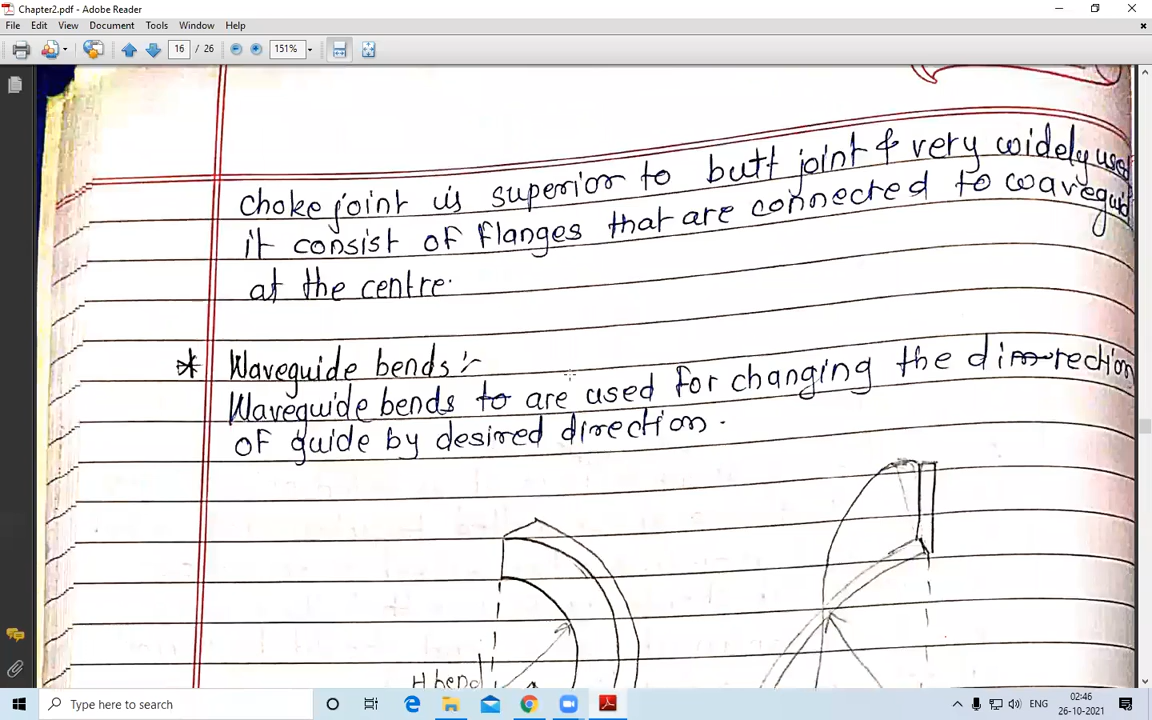 Chapter2.pdf - Adobe Reader
File Edit View Document Tools Window Help
16 / 26 151%
choke joint is superior to butt joint & very widely used
it consist of flanges that are connected to waveguid
at the centre.
* Waveguide bends :-
Waveguide bends to are used for changing the direction
of guide by desired direction.
H bend
Type here to search
ENG
02:46
26-10-2021